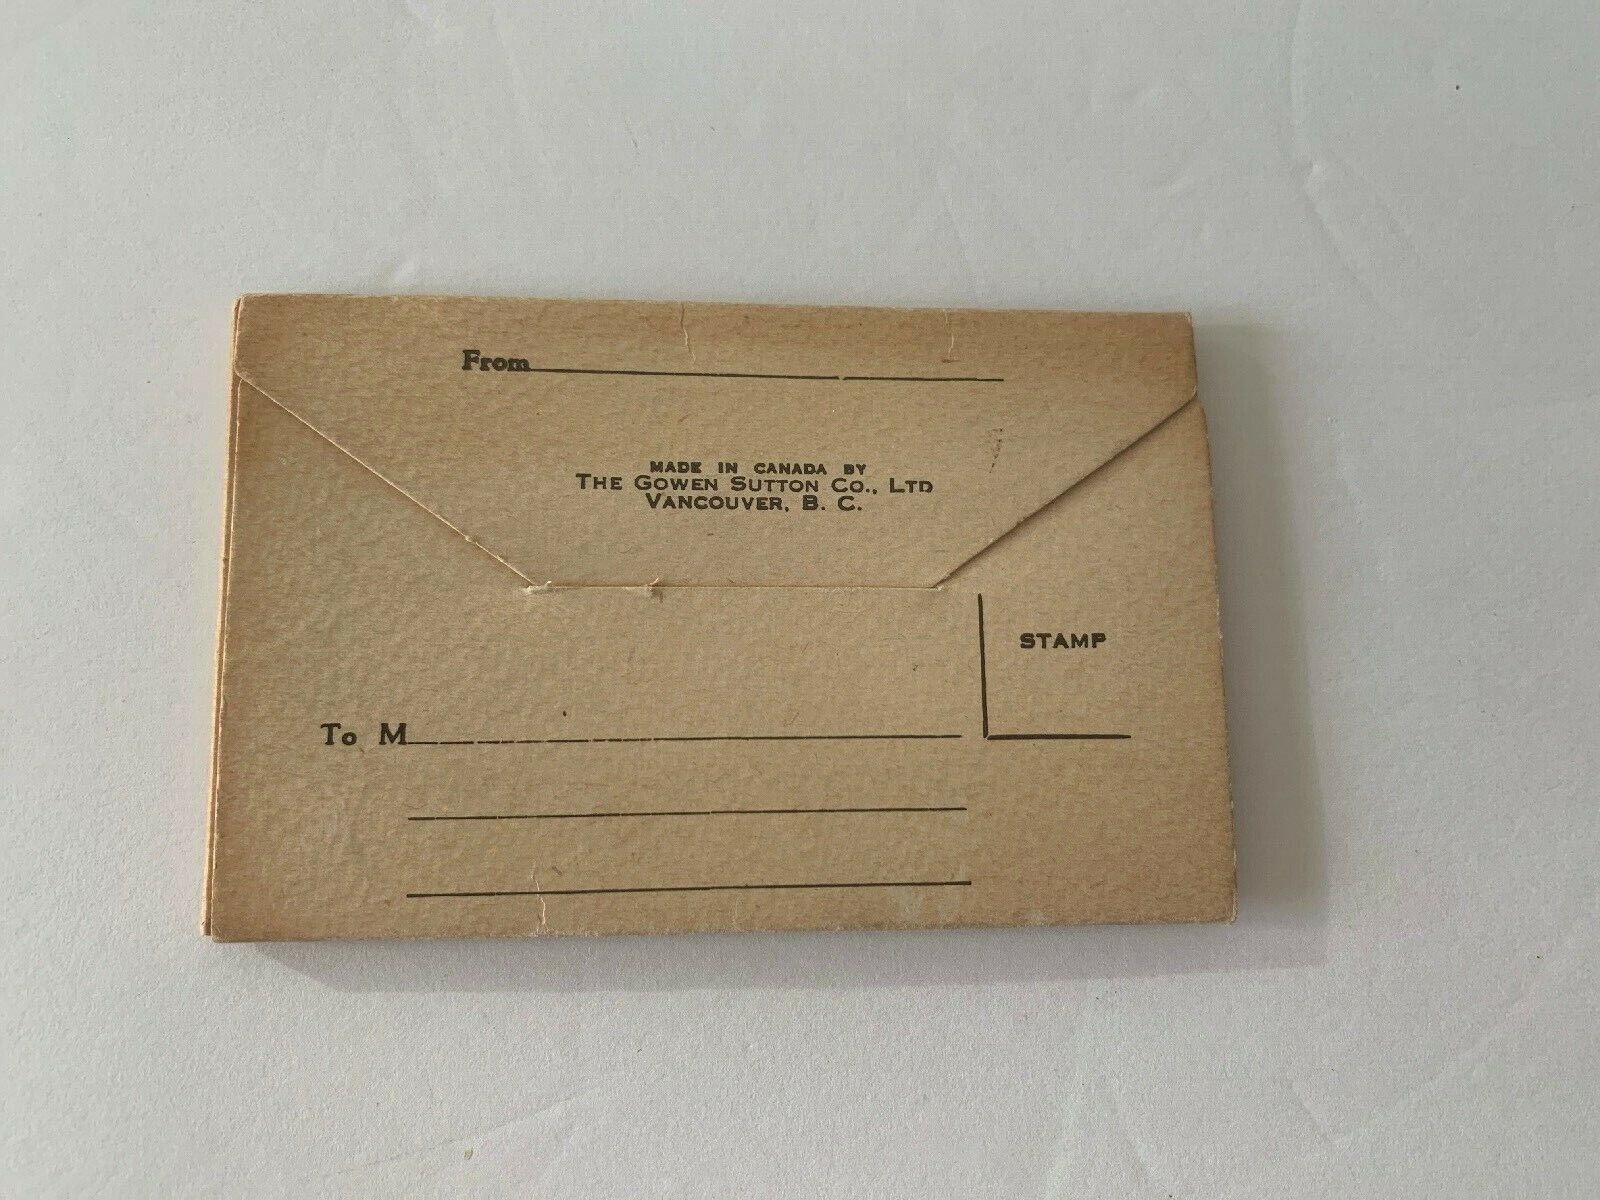 From
MADE IN CANADA BY
THE GOWEN SUTTON CO., LTD
VANCOUVER, B. C.
STAMP
To M